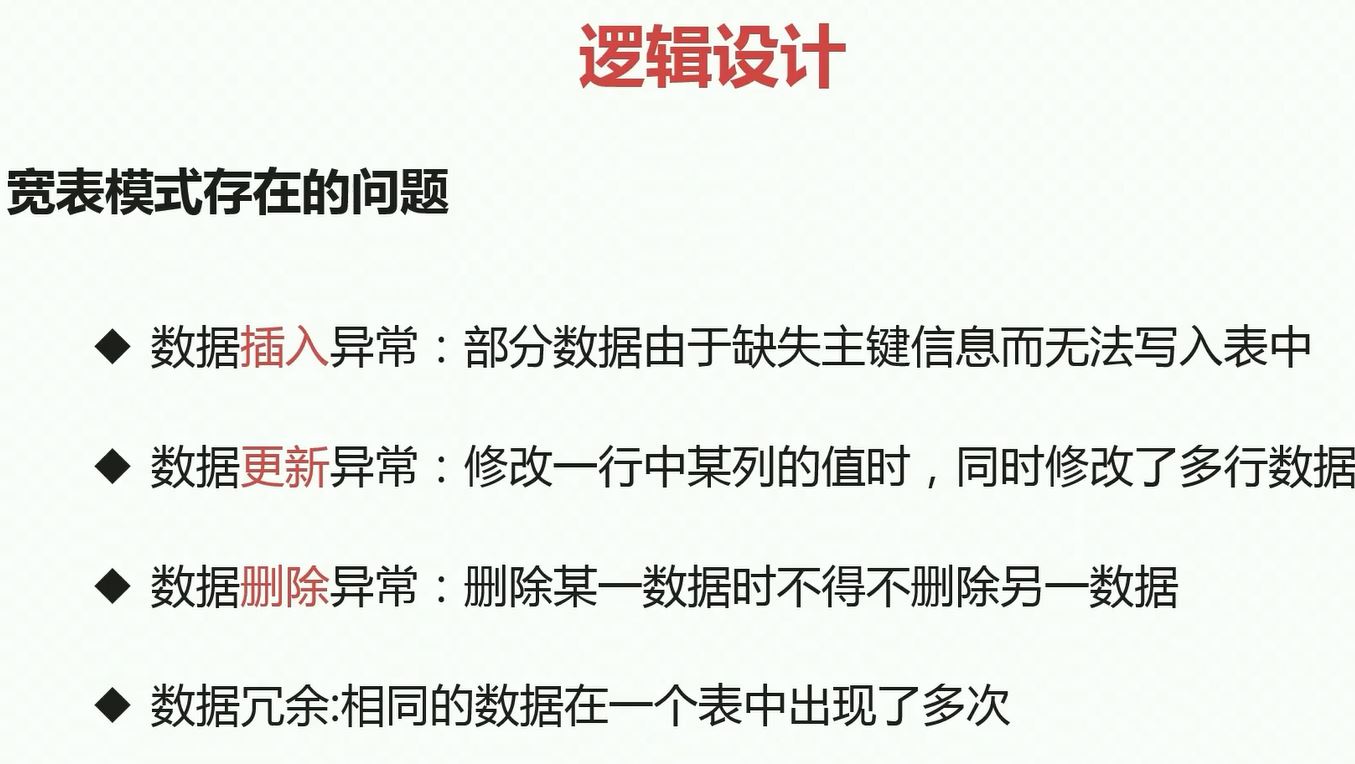 逻辑设计
宽表模式存在的问题
◆ 数据插入异常：部分数据由于缺失主键信息而无法写入表中
◆ 数据更新异常：修改一行中某列的值时，同时修改了多行数据
◆ 数据删除异常：删除某一数据时不得不删除另一数据
◆ 数据冗余:相同的数据在一个表中出现了多次